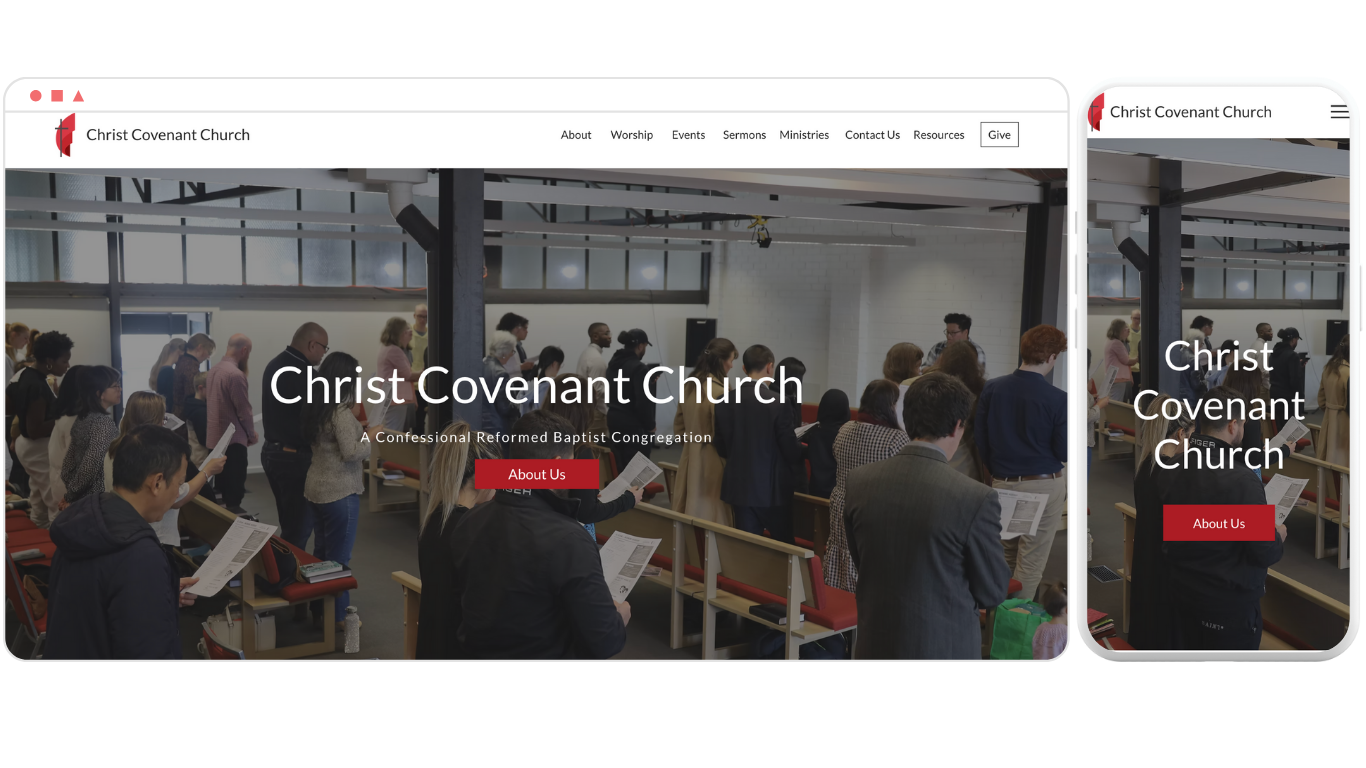 Christ Covenant Church
About Worship Events Sermons Ministries Contact Us Resources Give
Christ Covenant Church
A Confessional Reformed Baptist Congregation
About Us
Christ Covenant Church
Christ
Covenant
Church
About Us
SAINT